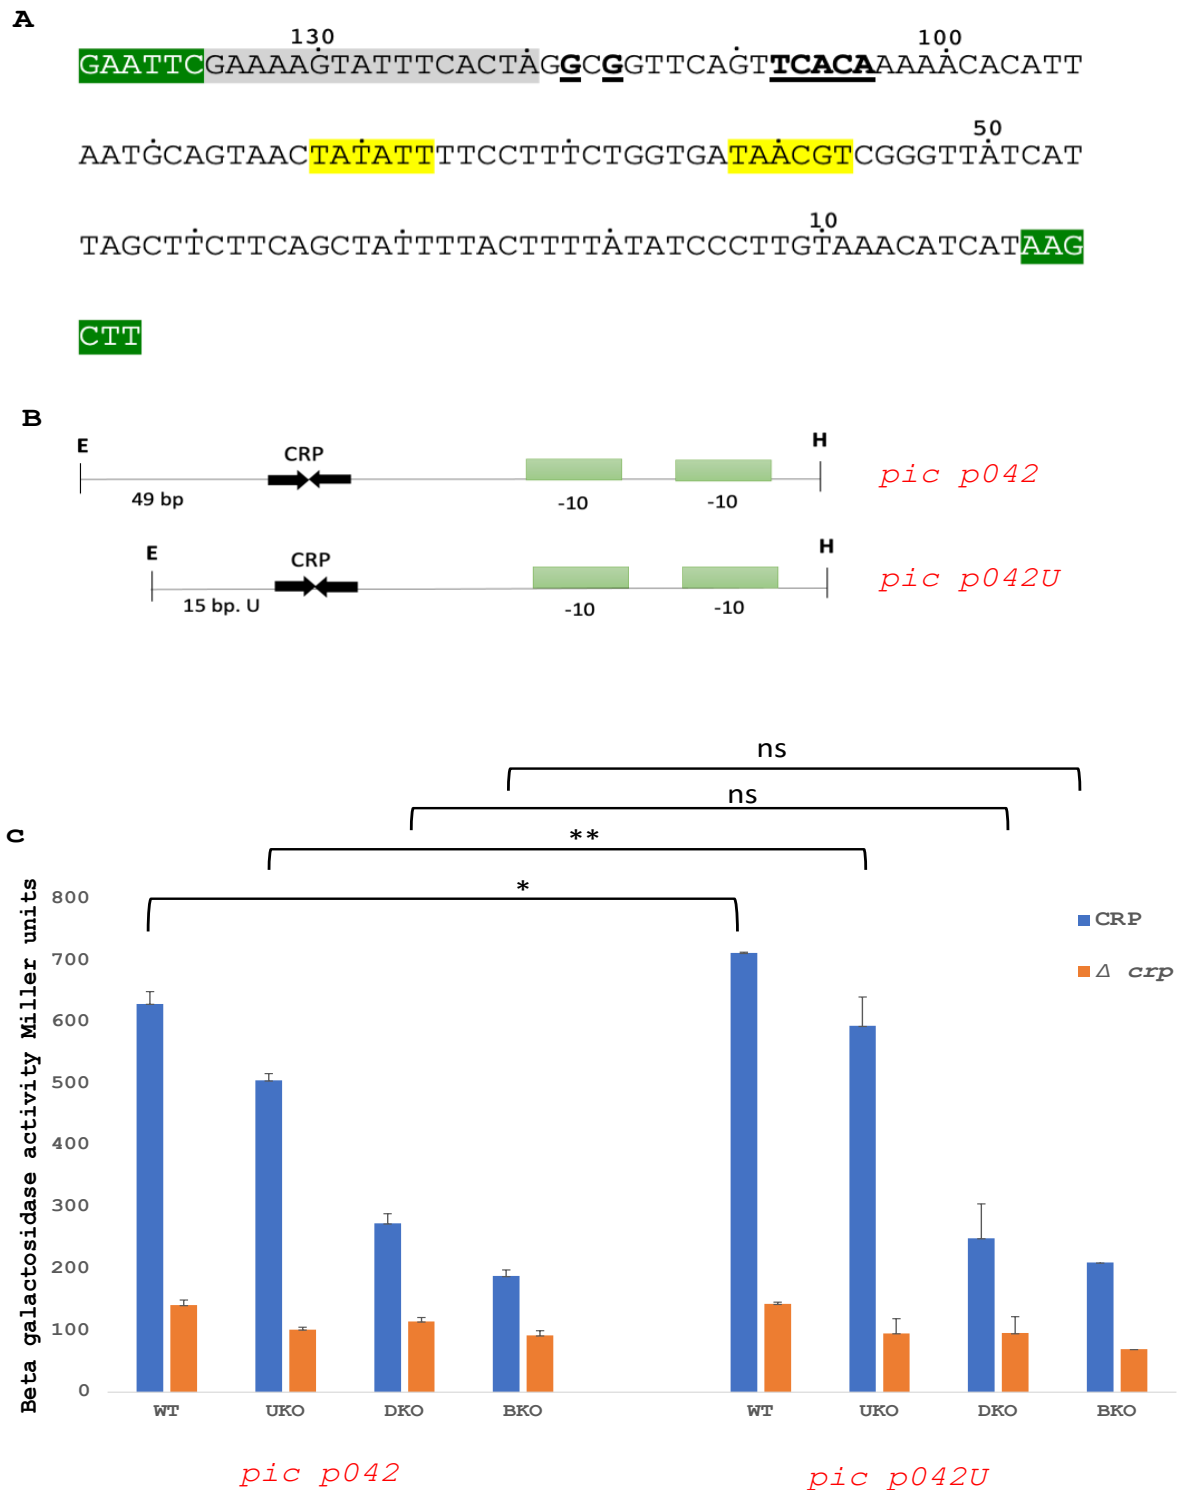 A
130 100
GAATTCGAAAAGTATTTCACTAGGCGGTTCAGTTCACAAAAACACATT
50
AATGCAGTAACTATATTTTCCTTTCTGGTGATAACGTCGGGTTATCAT
10
TAGCTTCTTCAGCTATTTTACTTTTATATCCCTTGTAAACATCATAAG
CTT
B
E CRP H
49 bp -10 -10
pic p042
E CRP H
15 bp. U -10 -10
pic p042U
ns
ns
**
*
C
Beta galactosidase activity Miller units
800
700
600
500
400
300
200
100
0
CRP
Δ crp
WT UKO DKO BKO WT UKO DKO BKO
pic p042 pic p042U